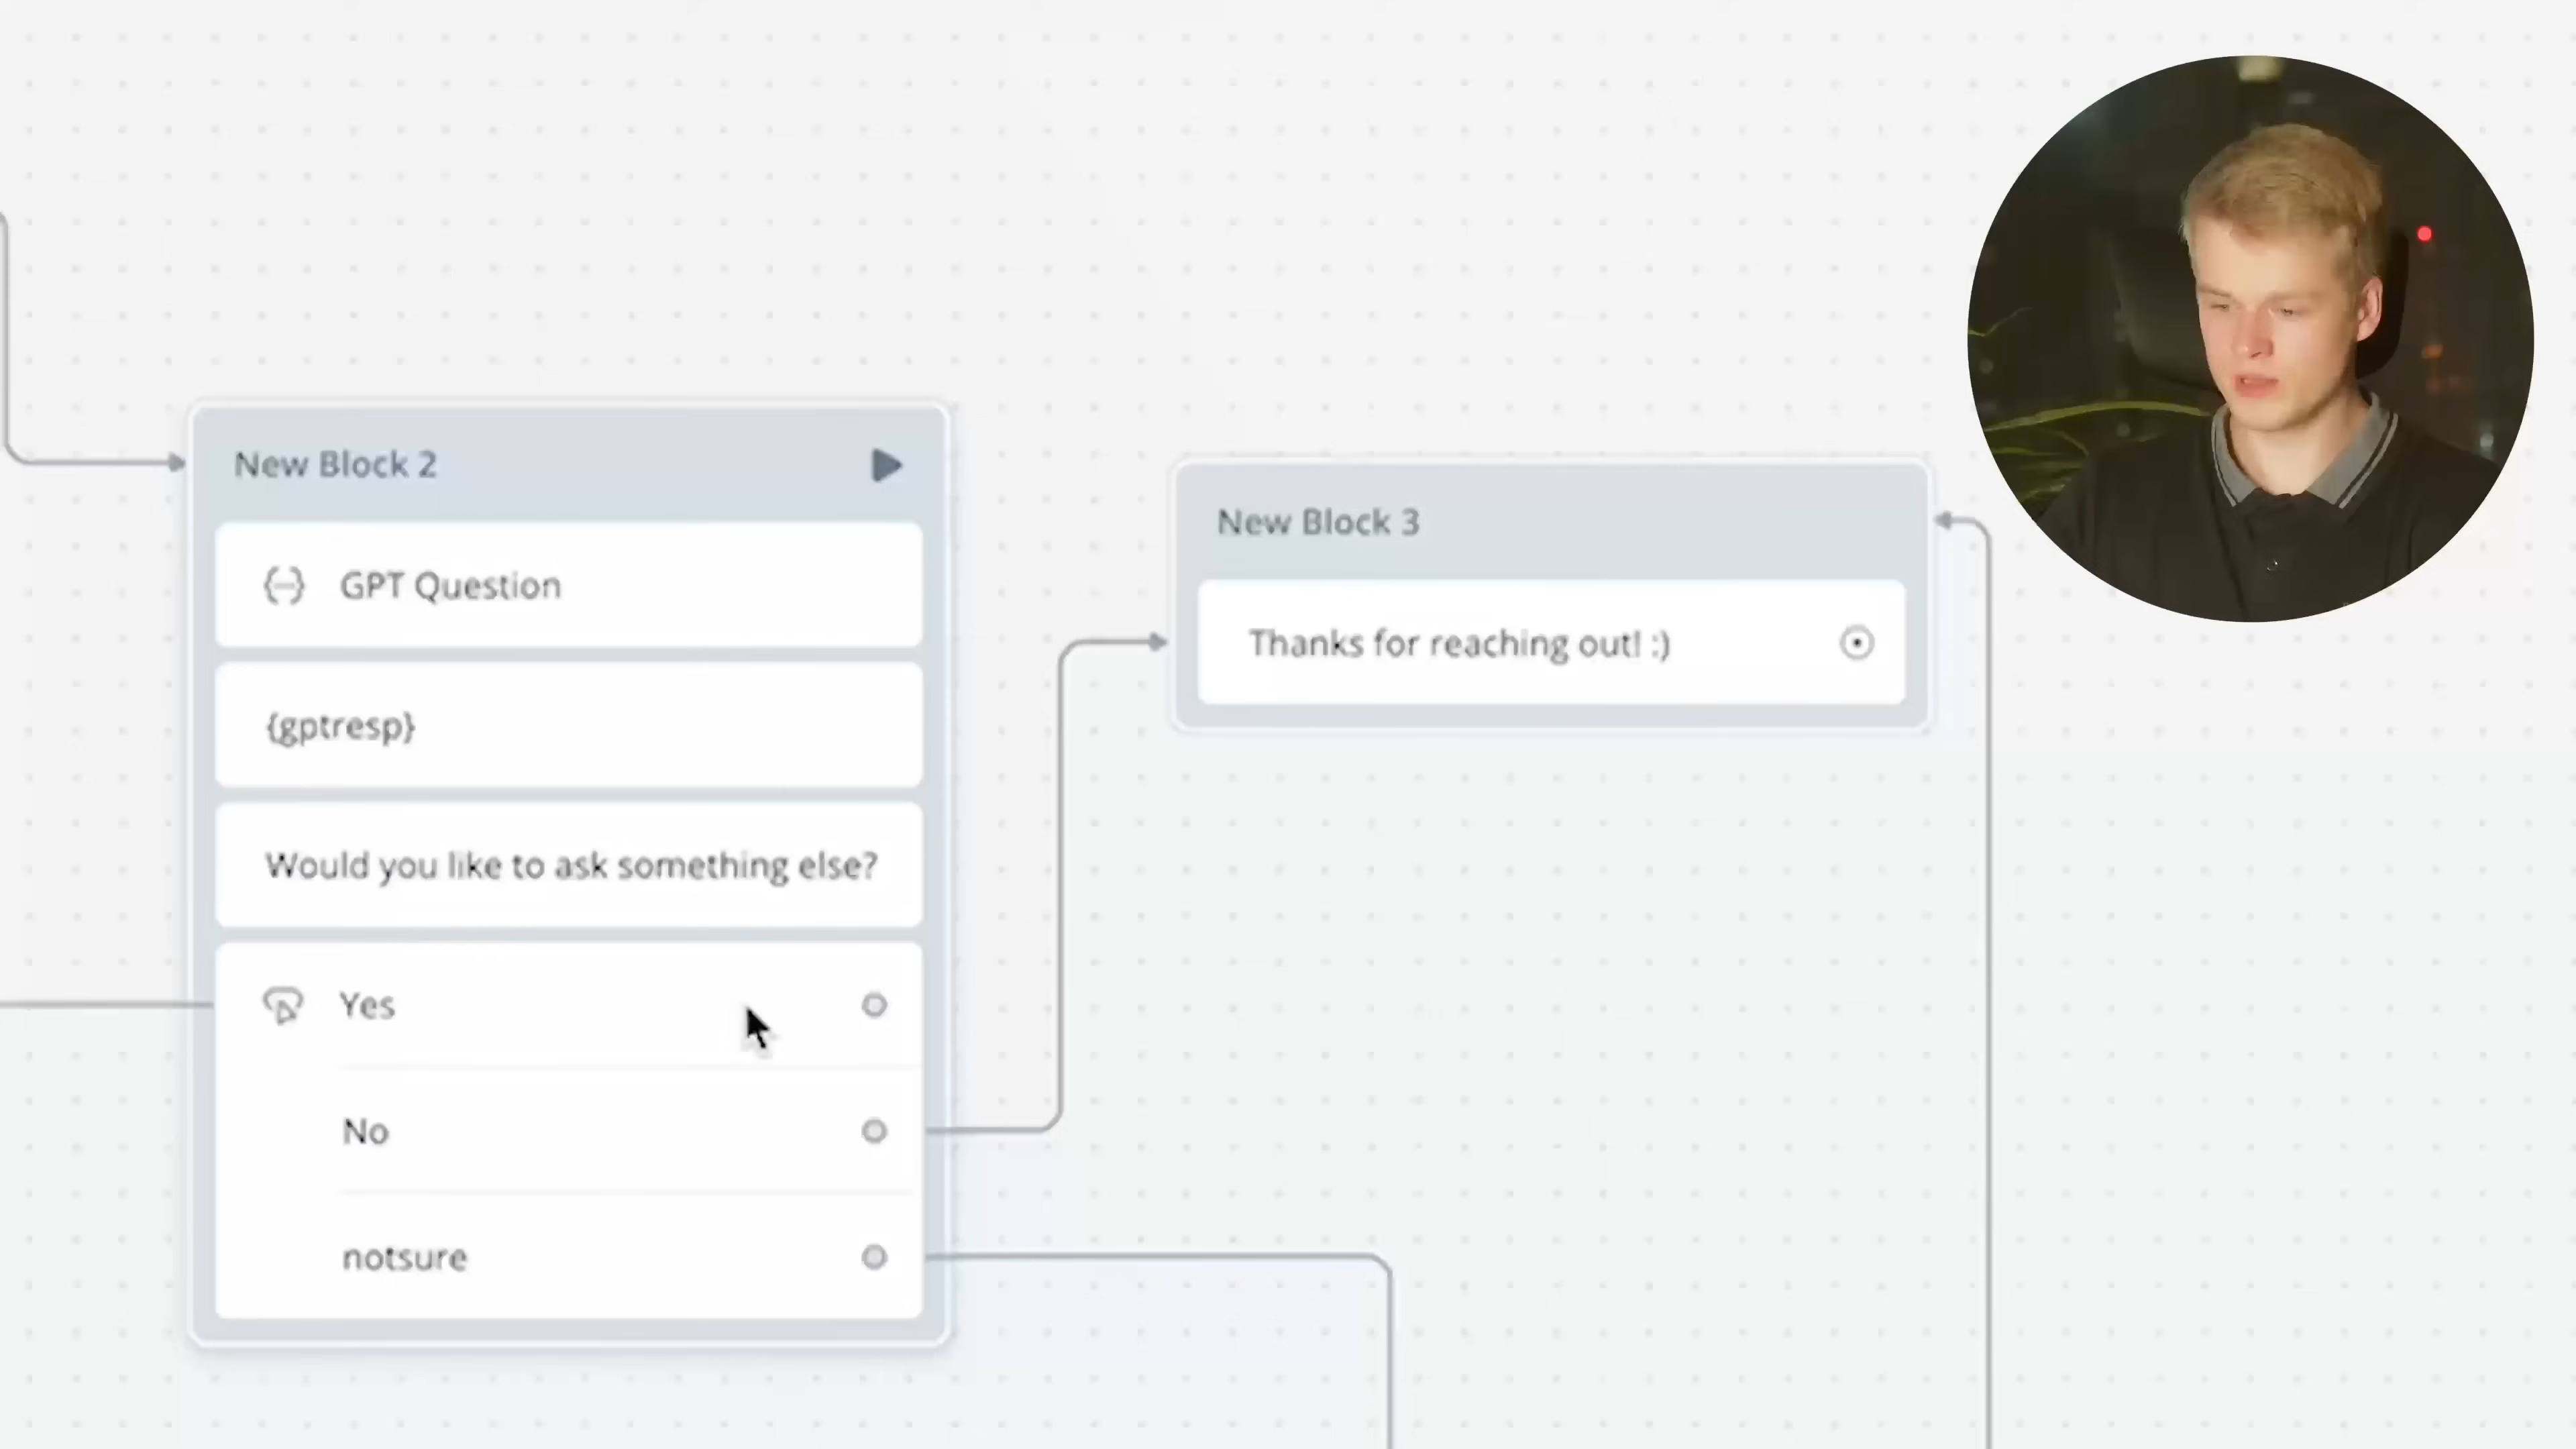 New Block 2
GPT Question
{gptresp}
Would you like to ask something else?
Yes
No
notsure
New Block 3
Thanks for reaching out! :)